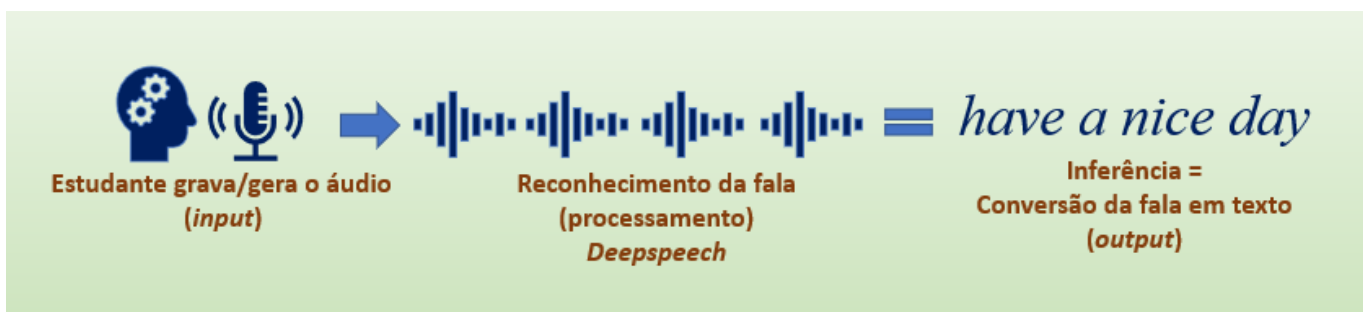 have a nice day
Estudante grava/gera o áudio
(input)
Reconhecimento da fala
(processamento)
Deepspeech
Inferência =
Conversão da fala em texto
(output)